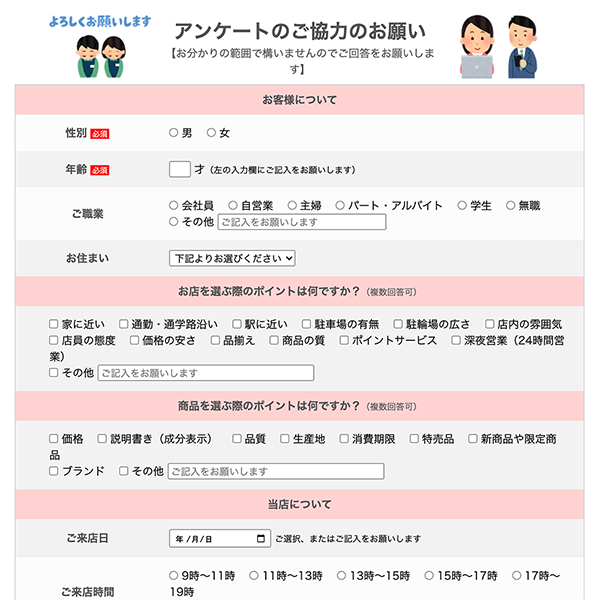 よろしくお願いします
アンケートのご協力のお願い
【お分かりの範囲で構いませんのでご回答をお願いしま
す】
お客様について
性別 必須 男 女
年齢 必須 才 (左の入力欄にご記入をお願いします)
ご職業 会社員 自営業 主婦 パート・アルバイト 学生 無職
その他 ご記入をお願いします
お住まい 下記よりお選びください
お店を選ぶ際のポイントは何ですか？ (複数回答可)
家に近い 通勤・通学路沿い 駅に近い 駐車場の有無 駐輪場の広さ 店内の雰囲気
店員の態度 価格の安さ 品揃え 商品の質 ポイントサービス 深夜営業（24時間営
業）
その他 ご記入をお願いします
商品を選ぶ際のポイントは何ですか？ (複数回答可)
価格 説明書き（成分表示） 品質 生産地 消費期限 特売品 新商品や限定商
品
ブランド その他 ご記入をお願いします
当店について
ご来店日 年 /月/日 ご選択、またはご記入をお願いします
ご来店時間 9時〜11時 11時〜13時 13時〜15時 15時〜17時 17時〜
19時